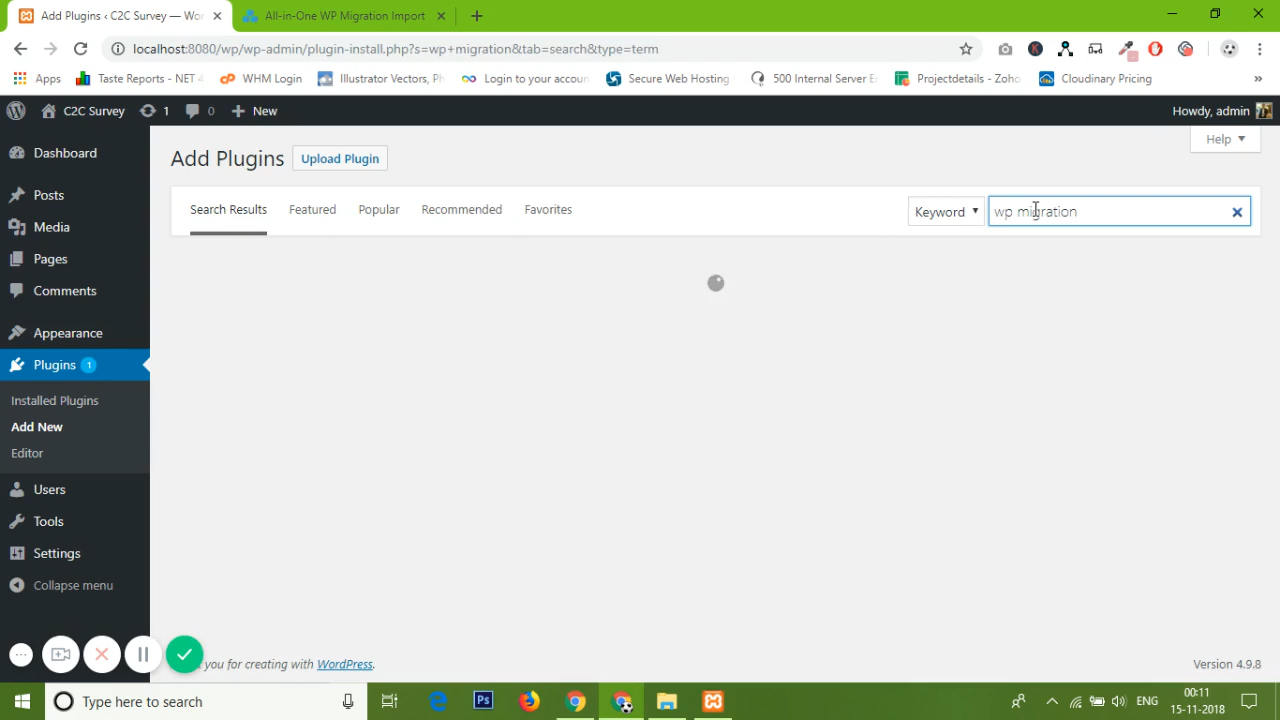 Add Plugins ‹ C2C Survey — Wor
All-in-One WP Migration Import
localhost:8080/wp/wp-admin/plugin-install.php?s=wp+migration&tab=search&type=term
Apps
Taste Reports - NET 4
WHM Login
Illustrator Vectors, Ph
Login to your accoun
Secure Web Hosting
500 Internal Server Er
Projectdetails - Zoho
Cloudinary Pricing
»
C2C Survey
1
0
New
Howdy, admin
Dashboard
Posts
Media
Pages
Comments
Appearance
Plugins 1
Installed Plugins
Add New
Editor
Users
Tools
Settings
Collapse menu
Help
Add Plugins
Upload Plugin
Search Results
Featured
Popular
Recommended
Favorites
Keyword
wp migration
you for creating with WordPress.
Version 4.9.8
Type here to search
Ps
ENG
00:11
15-11-2018